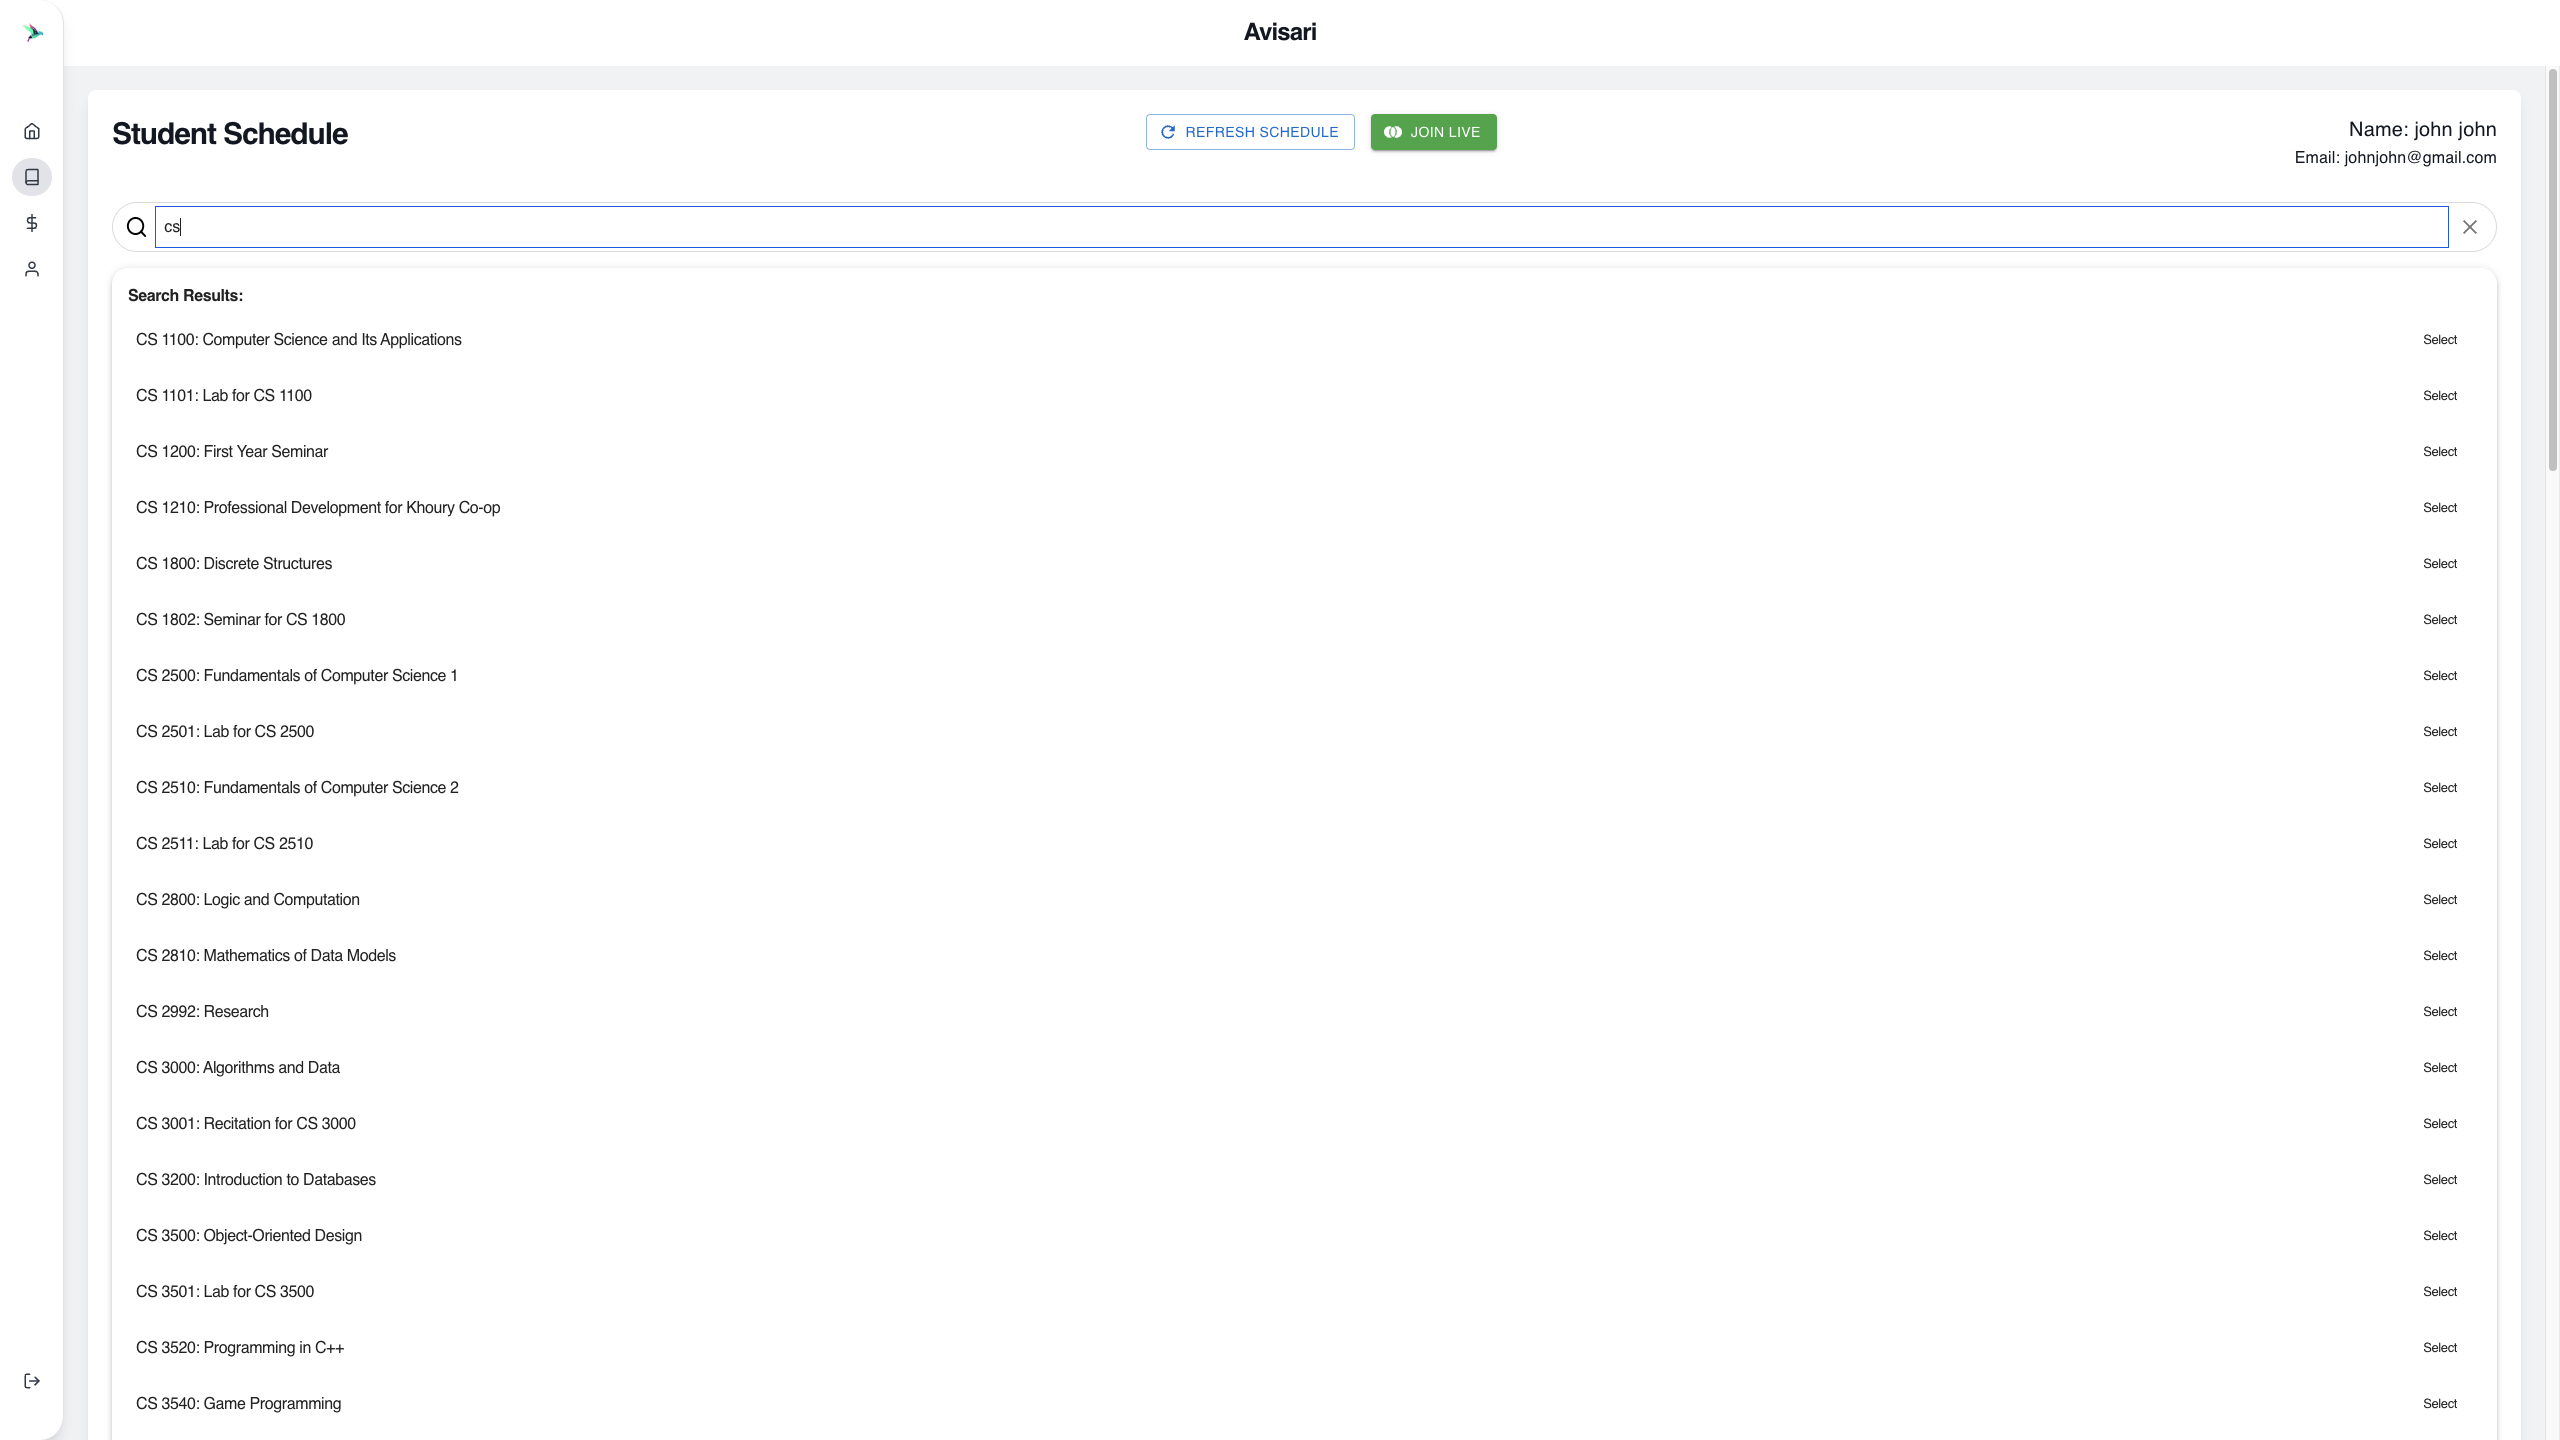 Avisari
Student Schedule
REFRESH SCHEDULE
JOIN LIVE
Name: john john
Email: johnjohn@gmail.com
cs
Search Results:
CS 1100: Computer Science and Its Applications Select
CS 1101: Lab for CS 1100 Select
CS 1200: First Year Seminar Select
CS 1210: Professional Development for Khoury Co-op Select
CS 1800: Discrete Structures Select
CS 1802: Seminar for CS 1800 Select
CS 2500: Fundamentals of Computer Science 1 Select
CS 2501: Lab for CS 2500 Select
CS 2510: Fundamentals of Computer Science 2 Select
CS 2511: Lab for CS 2510 Select
CS 2800: Logic and Computation Select
CS 2810: Mathematics of Data Models Select
CS 2992: Research Select
CS 3000: Algorithms and Data Select
CS 3001: Recitation for CS 3000 Select
CS 3200: Introduction to Databases Select
CS 3500: Object-Oriented Design Select
CS 3501: Lab for CS 3500 Select
CS 3520: Programming in C++ Select
CS 3540: Game Programming Select